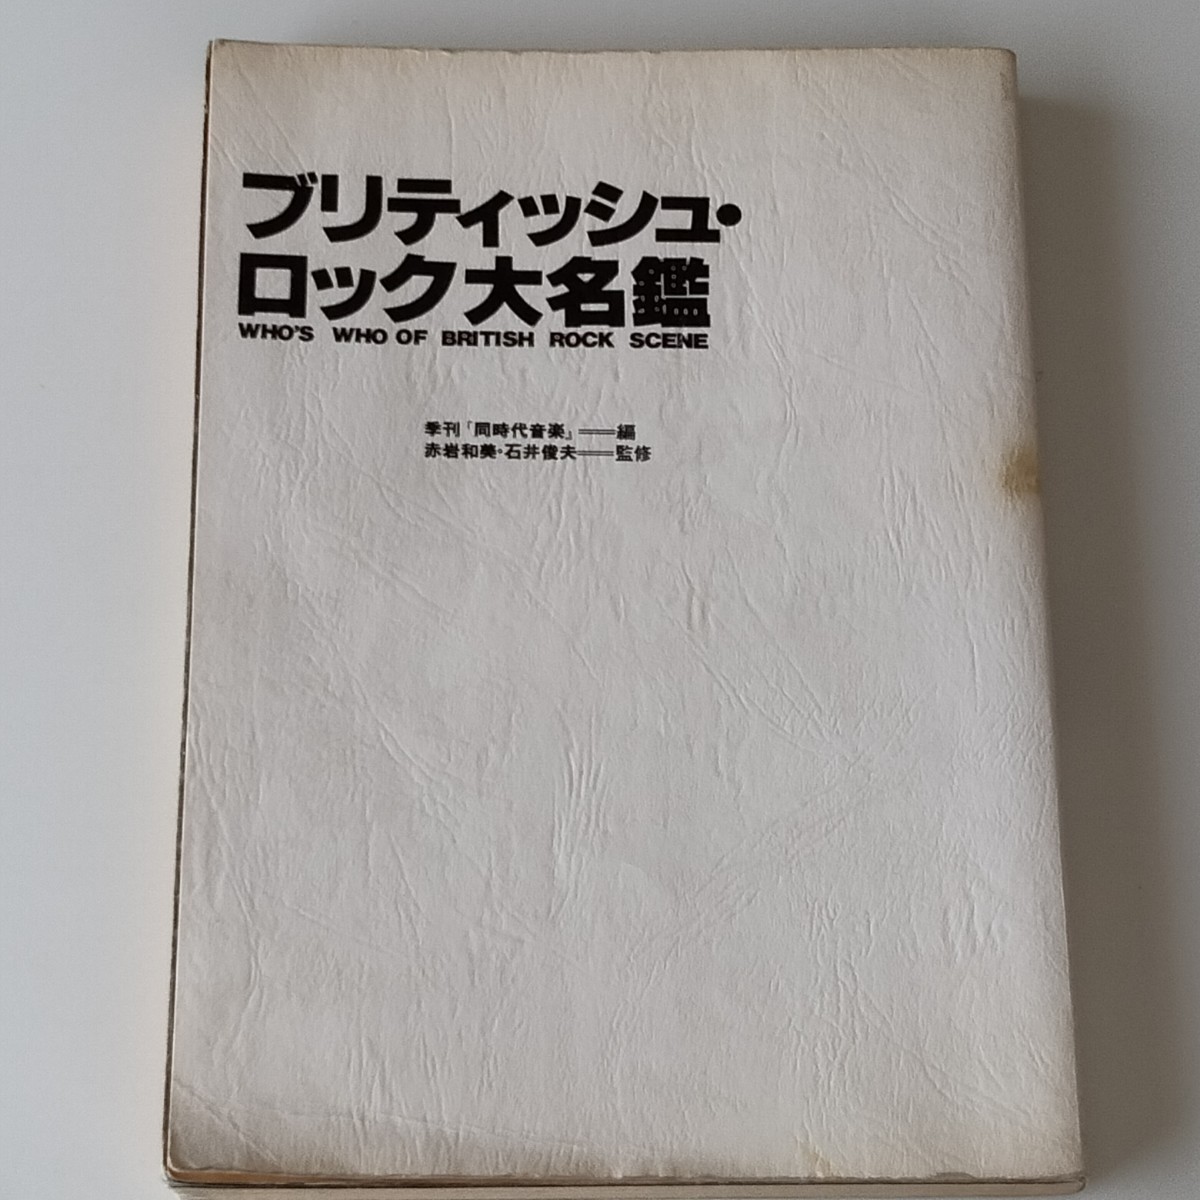 ブリティッシュ・
ロック大名鑑
WHO'S WHO OF BRITISH ROCK SCENE
季刊「同時代音楽」══編
赤岩和美・石井俊夫══監修